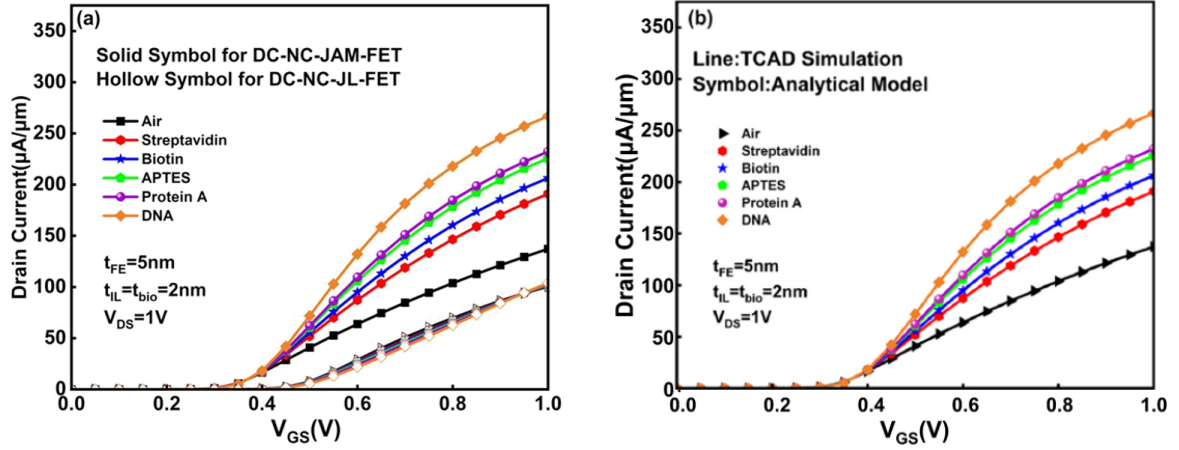 (a)
Solid Symbol for DC-NC-JAM-FET
Hollow Symbol for DC-NC-JL-FET
Air
Streptavidin
Biotin
APTES
Protein A
DNA
t_FE=5nm
t_IL=t_bio=2nm
V_DS=1V
Drain Current(μA/μm)
350
300
250
200
150
100
50
0
0.0 0.2 0.4 0.6 0.8 1.0
V_GS(V)
(b)
Line:TCAD Simulation
Symbol:Analytical Model
Air
Streptavidin
Biotin
APTES
Protein A
DNA
t_FE=5nm
t_IL=t_bio=2nm
V_DS=1V
Drain Current(μA/μm)
350
300
250
200
150
100
50
0
0.0 0.2 0.4 0.6 0.8 1.0
V_GS(V)